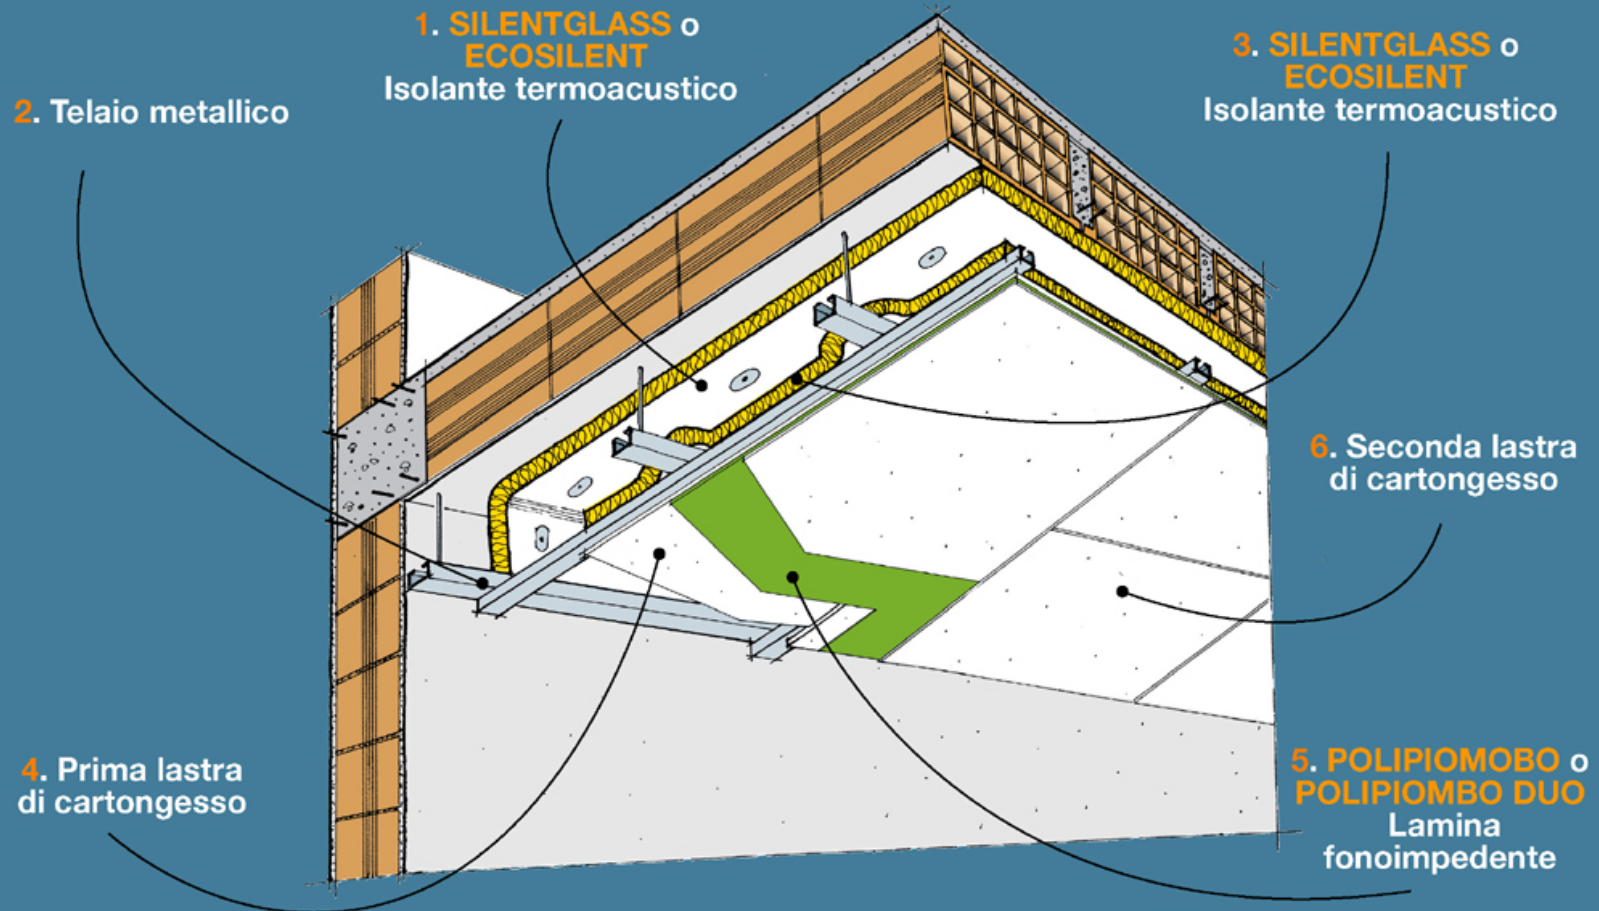 1. SILENTGLASS o
ECOSILENT
Isolante termoacustico
2. Telaio metallico
3. SILENTGLASS o
ECOSILENT
Isolante termoacustico
6. Seconda lastra
di cartongesso
4. Prima lastra
di cartongesso
5. POLIPIOMOBO o
POLIPIOMBO DUO
Lamina
fonoimpedente